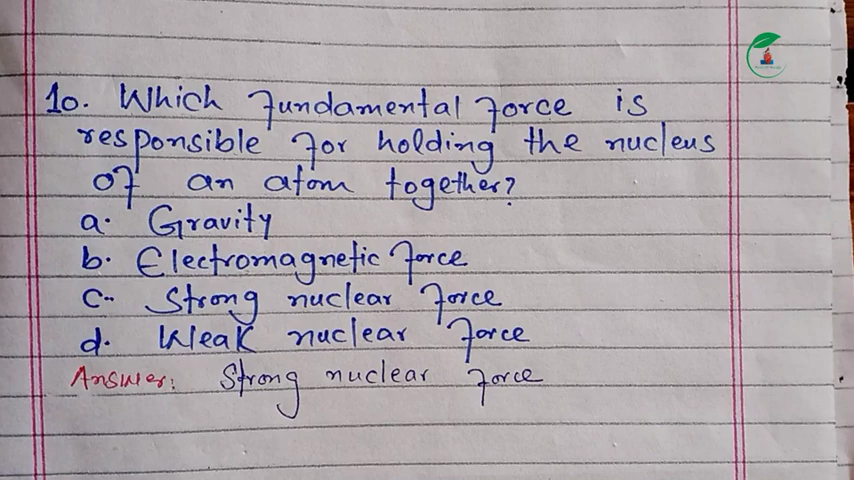 10. Which fundamental force is
responsible for holding the nucleus
of an atom together?
a. Gravity
b. Electromagnetic force
c. Strong nuclear force
d. Weak nuclear force
Answer: Strong nuclear force